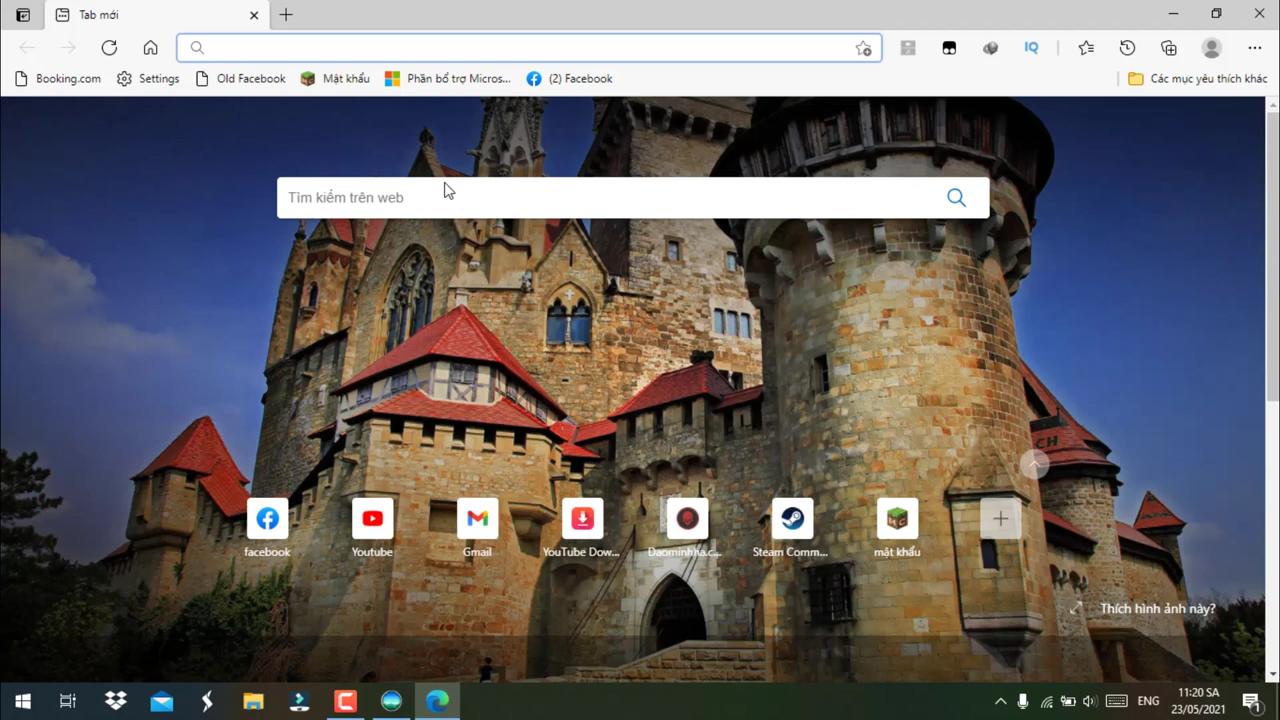 Tab mới
IQ
Booking.com
Settings
Old Facebook
Mật khẩu
Phần bổ trợ Micros...
(2) Facebook
Các mục yêu thích khác
Tìm kiếm trên web
CH
facebook
Youtube
Gmail
YouTube Dow...
Daominhha.c...
Steam Comm...
mật khẩu
Thích hình ảnh này?
ENG
11:20 SA
23/05/2021
1